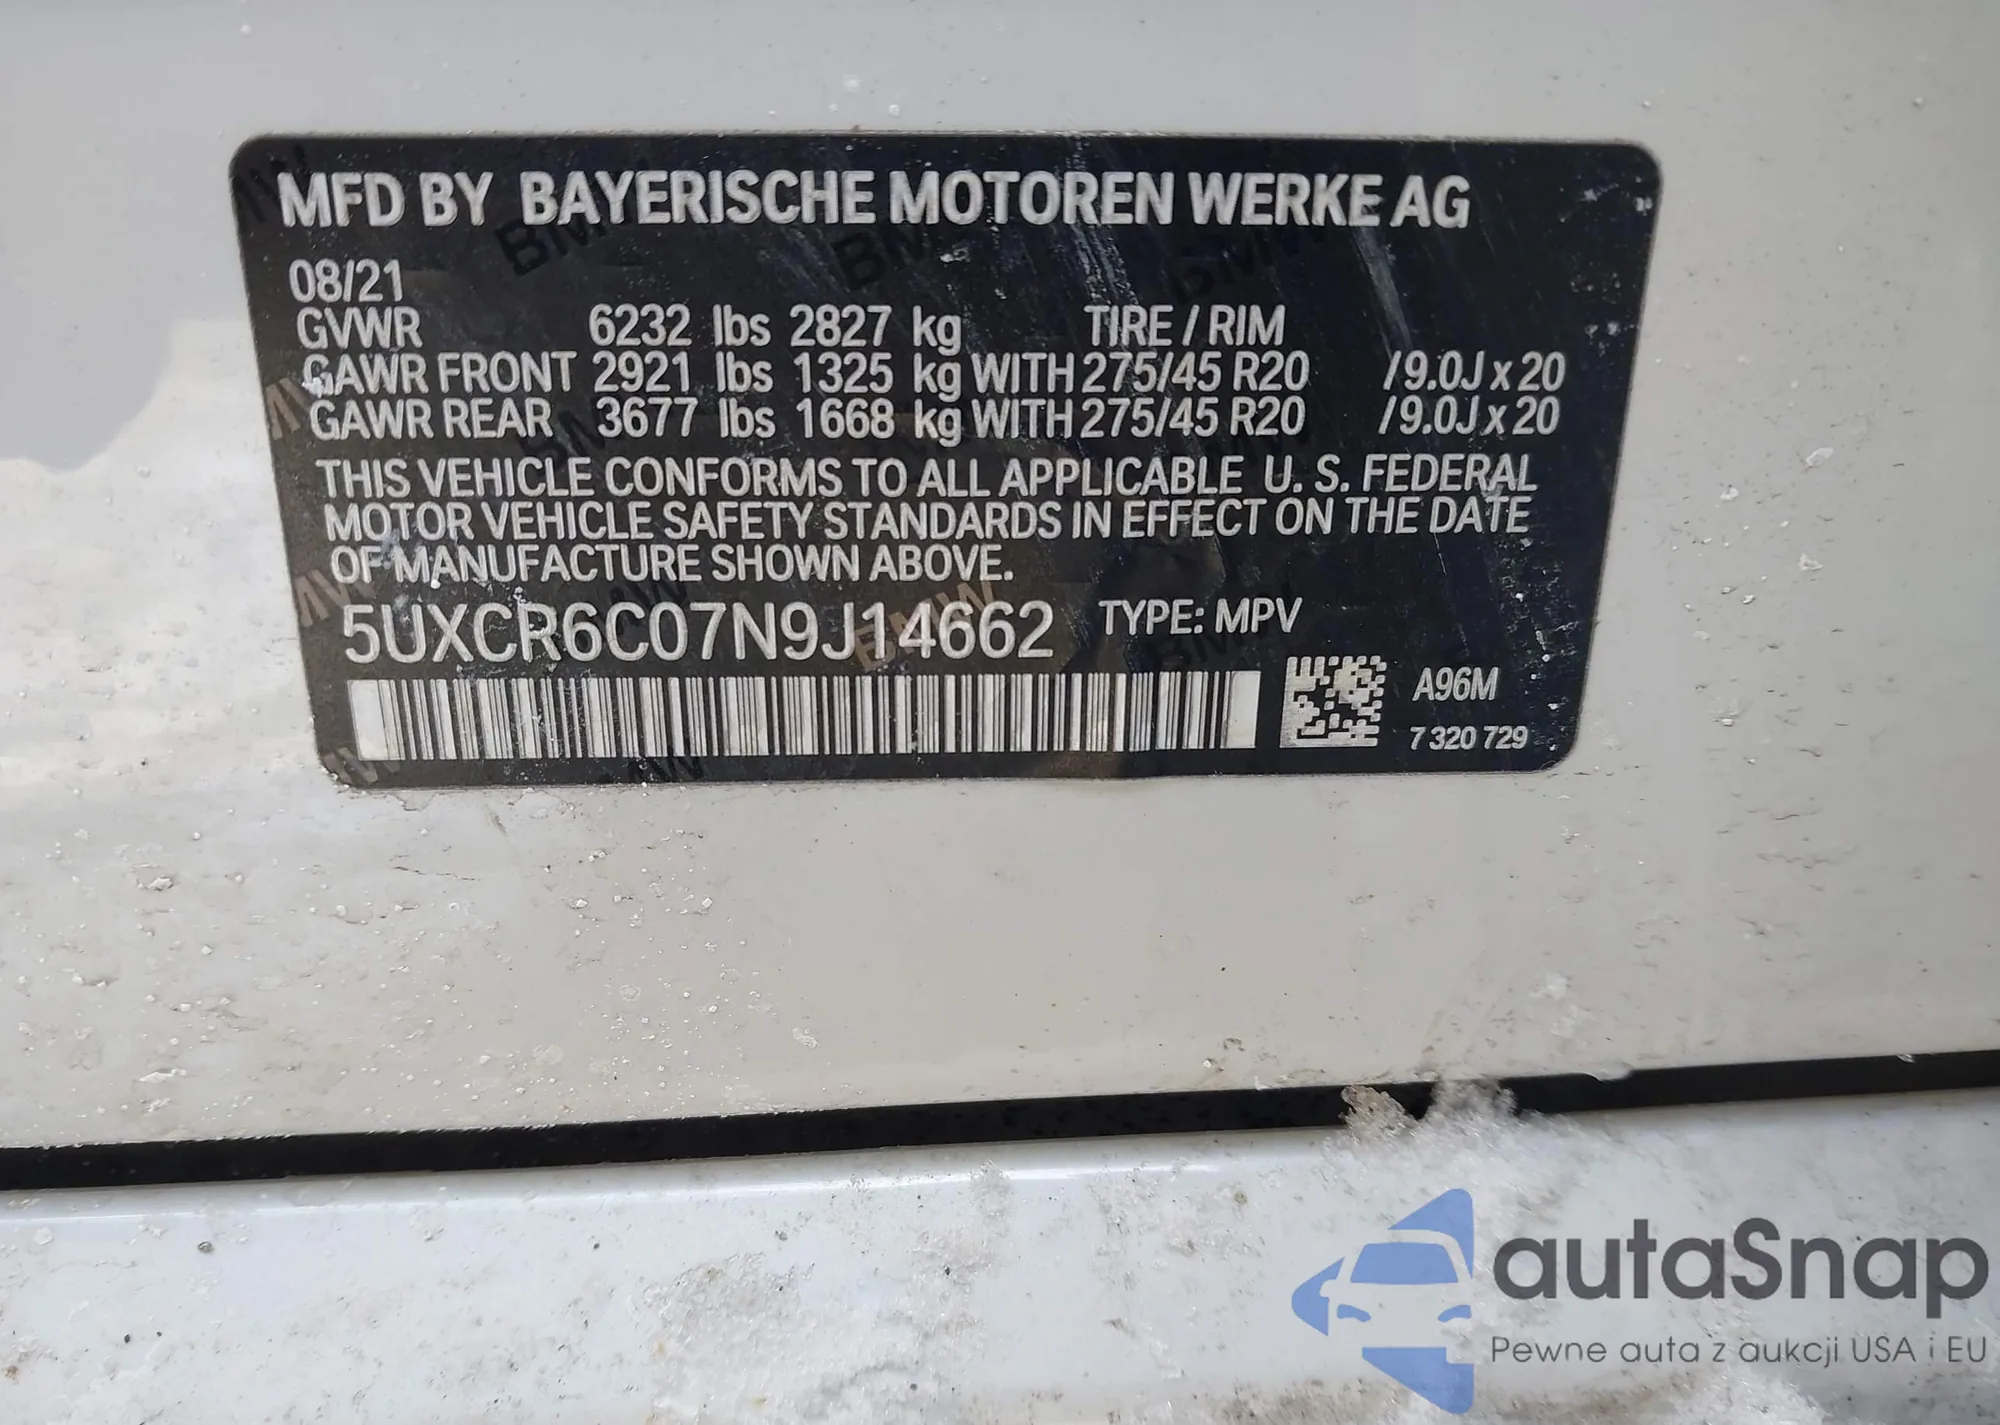 MFD BY BAYERISCHE MOTOREN WERKE AG
08/21
GVWR 6232 lbs 2827 kg TIRE / RIM
GAWR FRONT 2921 lbs 1325 kg WITH 275/45 R20 / 9.0J x 20
GAWR REAR 3677 lbs 1668 kg WITH 275/45 R20 / 9.0J x 20
THIS VEHICLE CONFORMS TO ALL APPLICABLE U. S. FEDERAL
MOTOR VEHICLE SAFETY STANDARDS IN EFFECT ON THE DATE
OF MANUFACTURE SHOWN ABOVE.
5UXCR6C07N9J14662 TYPE: MPV
A96M
7 320 729
autaSnap
Pewne auta z aukcji USA i EU